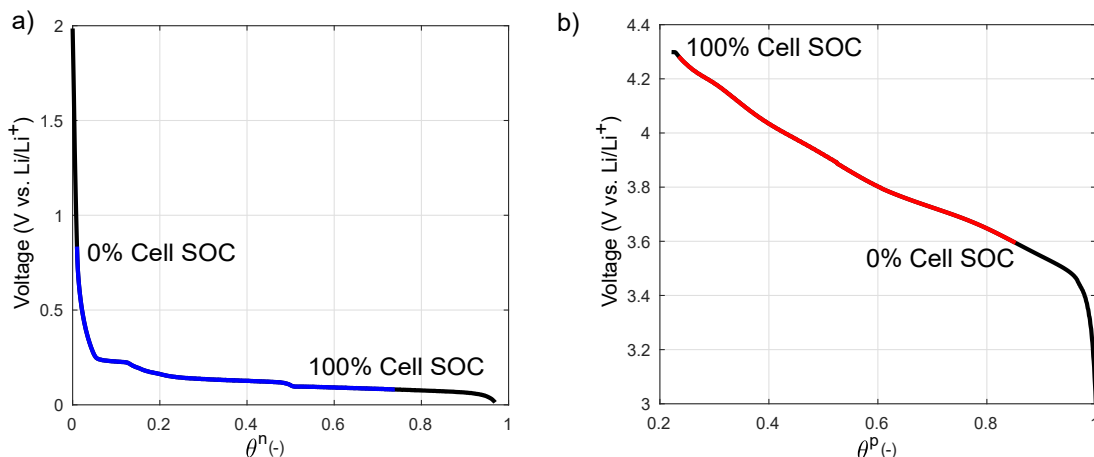 a)
Voltage (V vs. Li/Li+)
2
1.5
1
0.5
0
0% Cell SOC
100% Cell SOC
0
0.2
0.4
0.6
0.8
1
θn(-)
b)
Voltage (V vs. Li/Li+)
4.4
4.2
4
3.8
3.6
3.4
3.2
3
100% Cell SOC
0% Cell SOC
0.2
0.4
0.6
0.8
1
θp(-)